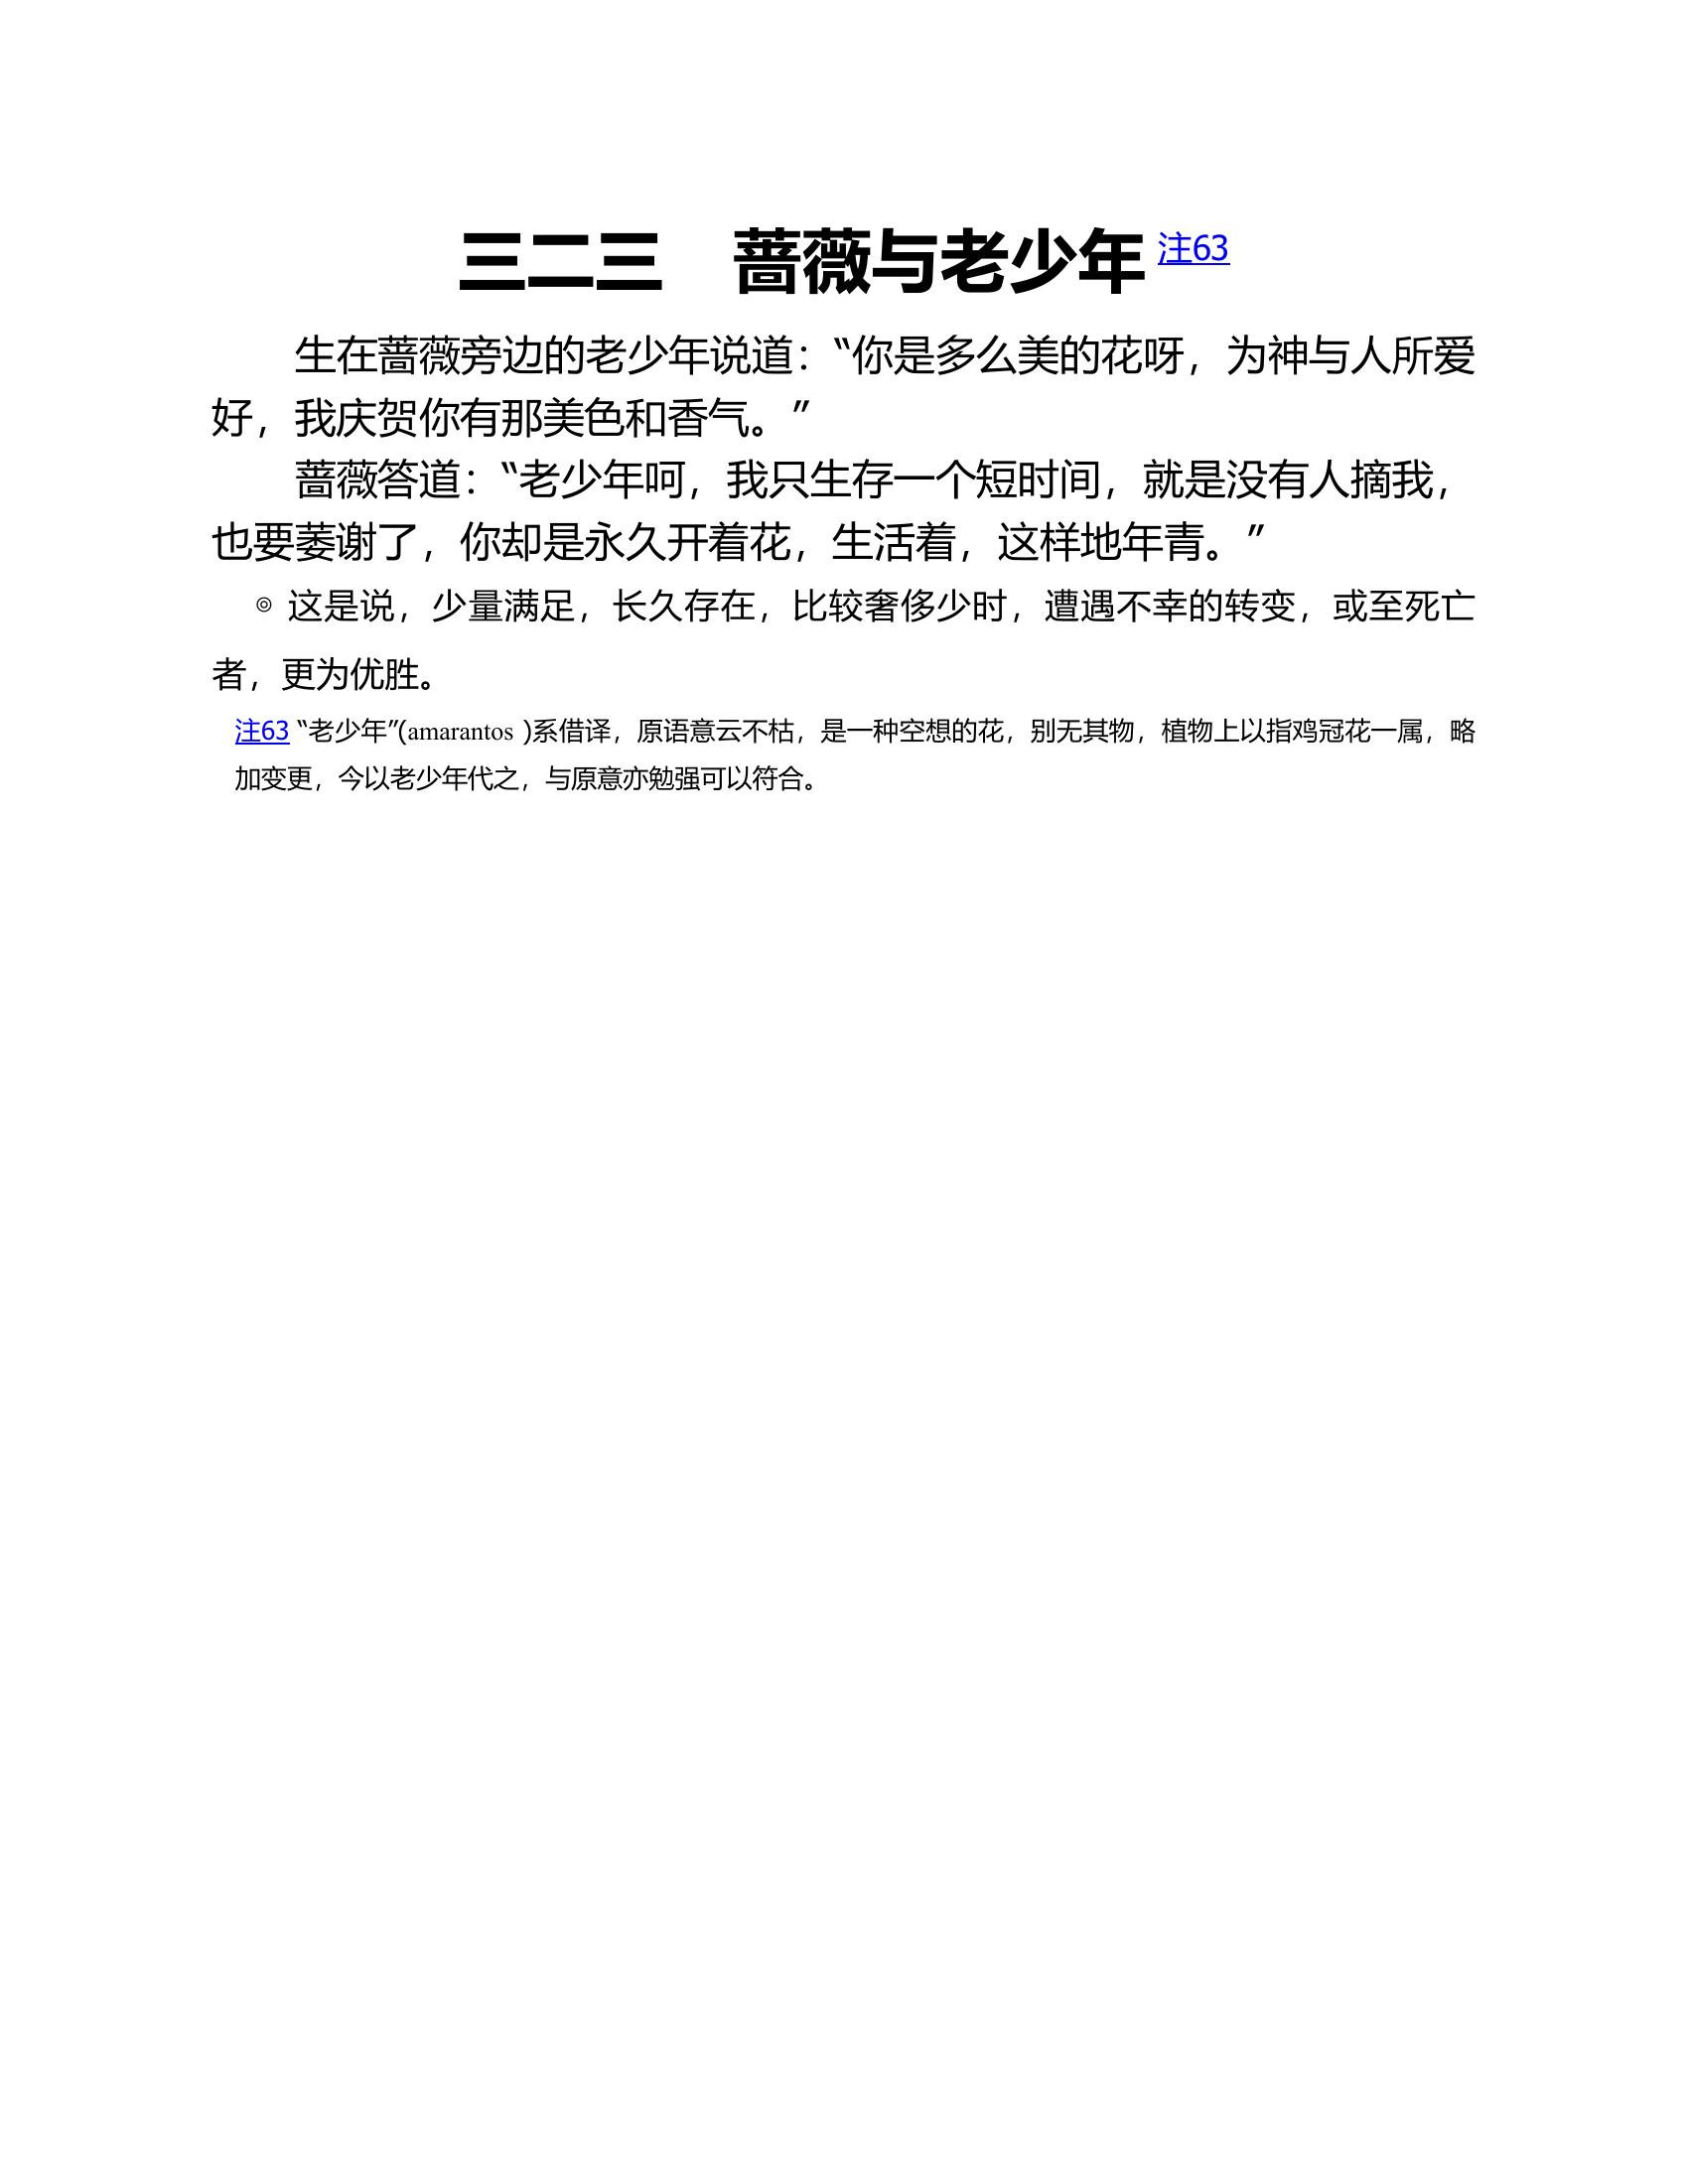 三二三　蔷薇与老少年 注63
生在蔷薇旁边的老少年说道：“你是多么美的花呀，为神与人所爱
好，我庆贺你有那美色和香气。”
蔷薇答道：“老少年呵，我只生存一个短时间，就是没有人摘我，
也要萎谢了，你却是永久开着花，生活着，这样地年青。”
◎ 这是说，少量满足，长久存在，比较奢侈少时，遭遇不幸的转变，或至死亡
者，更为优胜。
注63 “老少年”(amarantos )系借译，原语意云不枯，是一种空想的花，别无其物，植物上以指鸡冠花一属，略
加变更，今以老少年代之，与原意亦勉强可以符合。